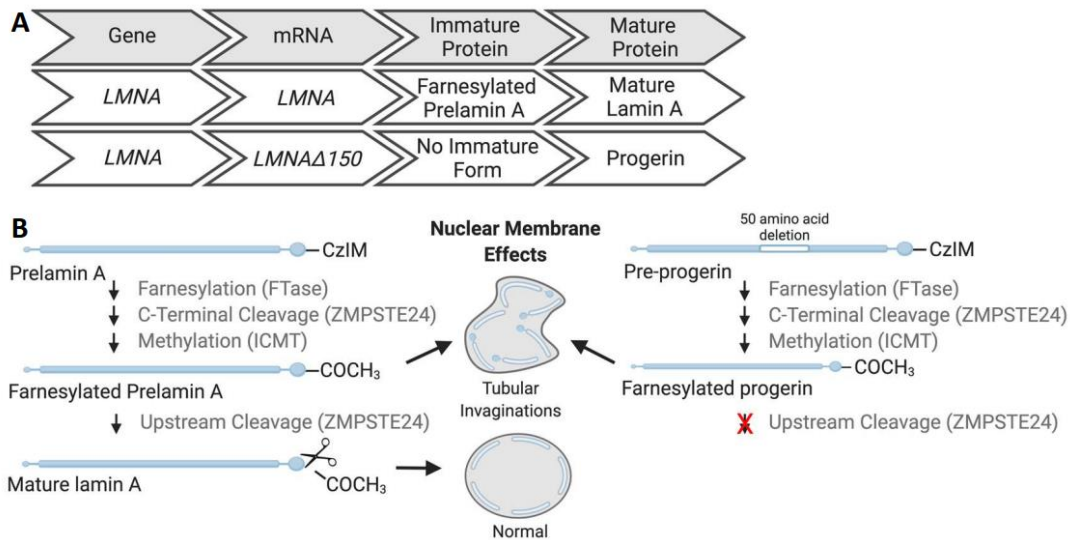 A
Gene
mRNA
Immature
Protein
Mature
Protein
LMNA
LMNA
Farnesylated
Prelamin A
Mature
Lamin A
LMNA
LMNAΔ150
No Immature
Form
Progerin
B
Prelamin A
CzIM
Farnesylation (FTase)
C-Terminal Cleavage (ZMPSTE24)
Methylation (ICMT)
COCH₃
Farnesylated Prelamin A
Upstream Cleavage (ZMPSTE24)
Mature lamin A
COCH₃
Nuclear Membrane
Effects
Tubular
Invaginations
Normal
50 amino acid
deletion
CzIM
Pre-progerin
Farnesylation (FTase)
C-Terminal Cleavage (ZMPSTE24)
Methylation (ICMT)
COCH₃
Farnesylated progerin
X
Upstream Cleavage (ZMPSTE24)